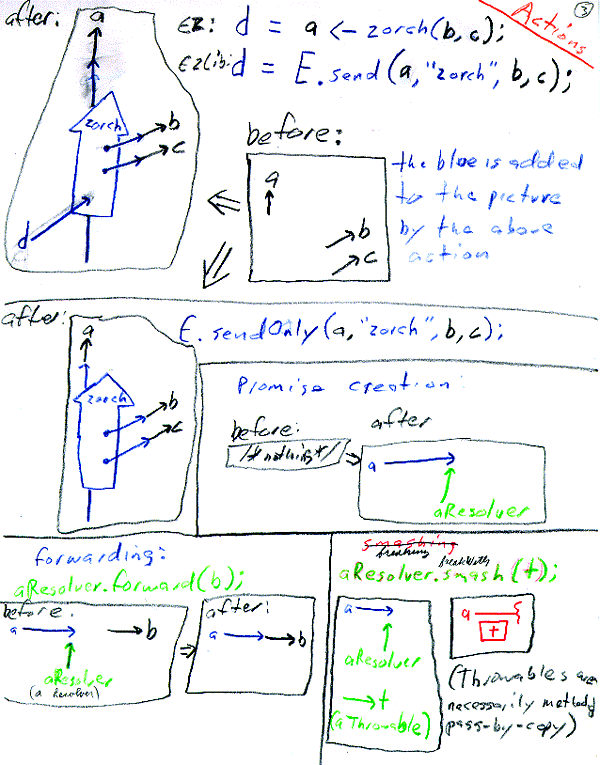 Actions
3
after:
a
zorch
b
c
d
E: d = a <- zorch(b, c);
EZLib: d = E.send(a, "zorch", b, c);
before:
a
b
c
the blue is added
to the picture
by the above
action
after:
a
zorch
b
c
E.sendOnly(a, "zorch", b, c);
Promise creation:
before:
/*nothing*/
after
a
aResolver
forwarding:
aResolver.forward(b);
before:
a
b
aResolver
(a Resolver)
after:
a
b
smashing
breaking
breakWith
aResolver.smash(t);
a
aResolver
t
(a Throwable)
a
t
(Throwables are
necessarily
pass-by-copy)